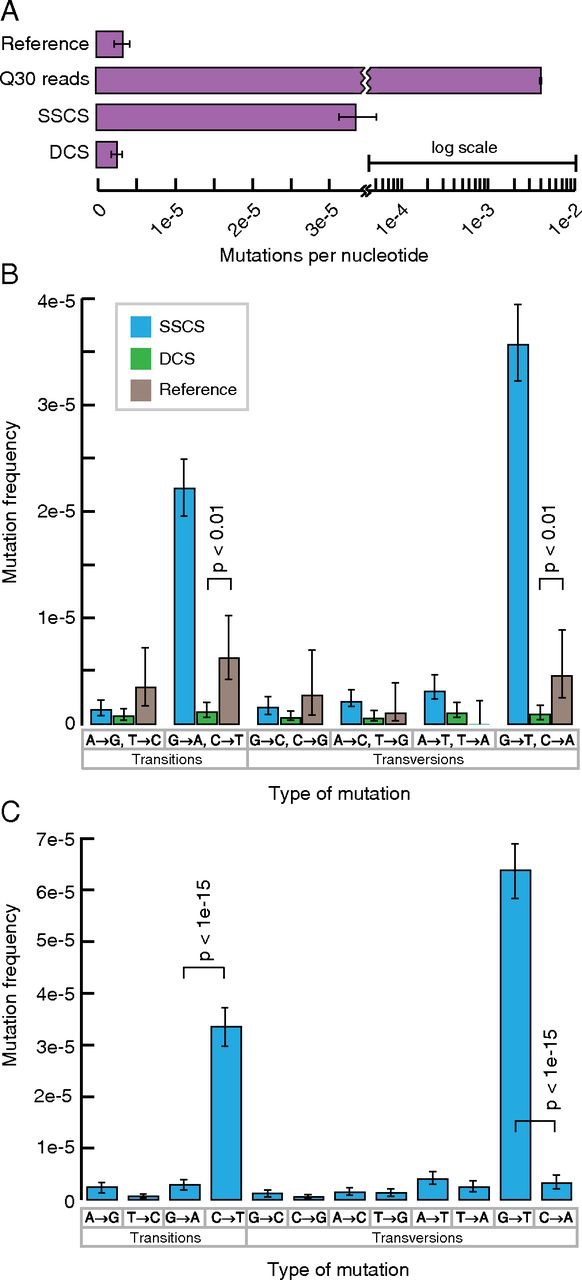 A
Reference
Q30 reads
SSCS
DCS
log scale
0 1e-5 2e-5 3e-5 1e-4 1e-3 1e-2
Mutations per nucleotide
B
4e-5
3e-5
2e-5
1e-5
0
Mutation frequency
SSCS
DCS
Reference
p < 0.01
p < 0.01
A→G, T→C G→A, C→T G→C, C→G A→C, T→G A→T, T→A G→T, C→A
Transitions Transversions
Type of mutation
C
7e-5
6e-5
5e-5
4e-5
3e-5
2e-5
1e-5
0
Mutation frequency
p < 1e-15
p < 1e-15
A→G T→C G→A C→T G→C C→G A→C T→G A→T T→A G→T C→A
Transitions Transversions
Type of mutation